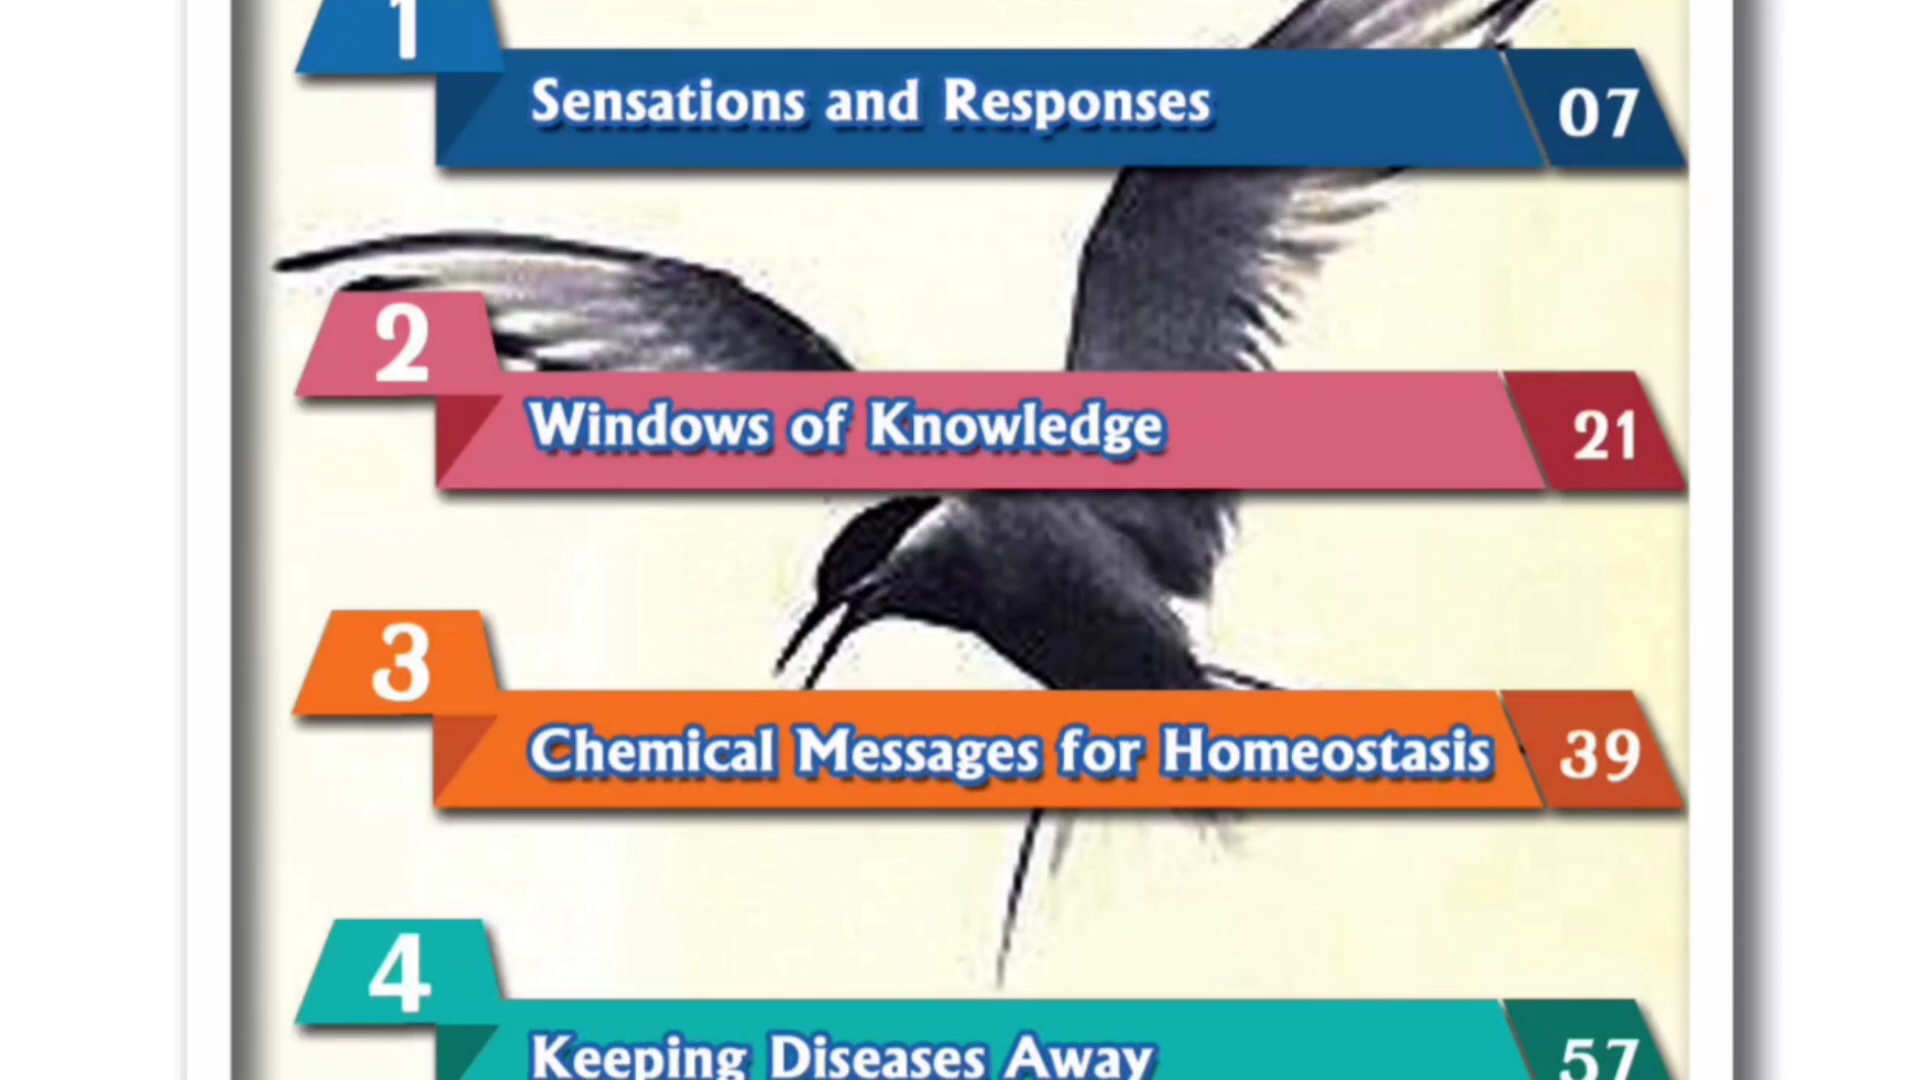 1
Sensations and Responses 07
2
Windows of Knowledge 21
3
Chemical Messages for Homeostasis 39
4
Keeping Diseases Away 57